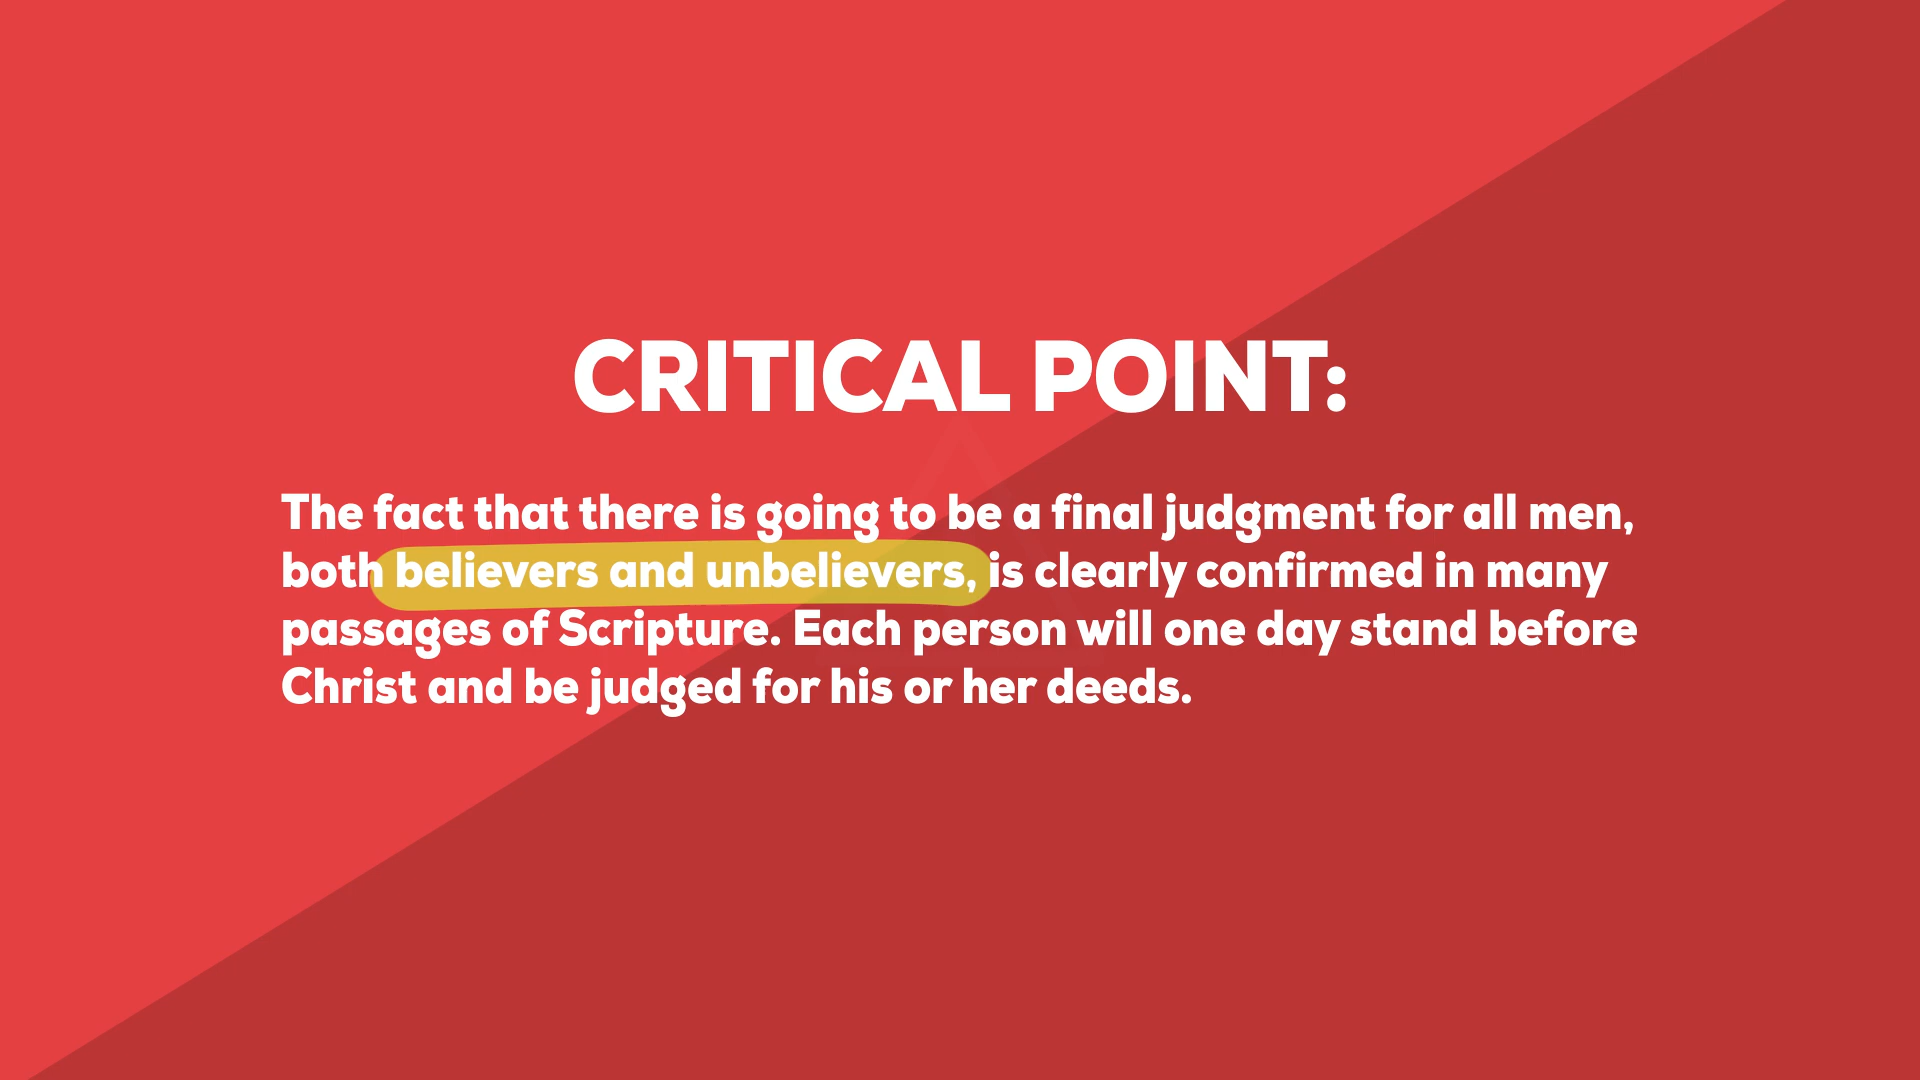 CRITICAL POINT:
The fact that there is going to be a final judgment for all men,
both believers and unbelievers, is clearly confirmed in many
passages of Scripture. Each person will one day stand before
Christ and be judged for his or her deeds.